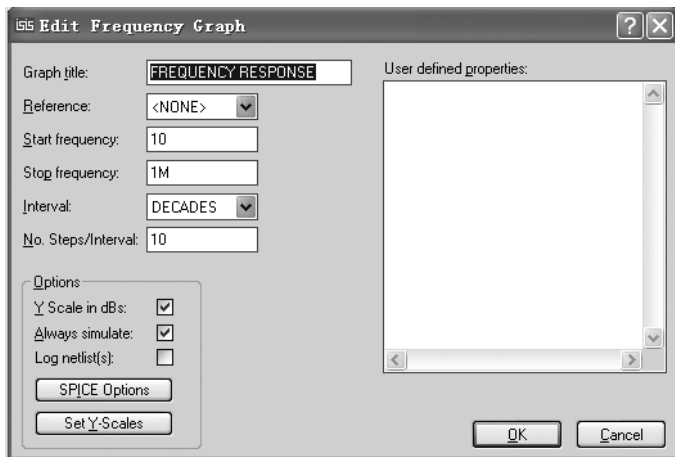 isis Edit Frequency Graph
Graph title:
FREQUENCY RESPONSE
Reference:
<NONE>
Start frequency:
10
Stop frequency:
1M
Interval:
DECADES
No. Steps/Interval:
10
Options
Y Scale in dBs:
Always simulate:
Log netlist(s):
SPICE Options
Set Y-Scales
User defined properties:
OK
Cancel